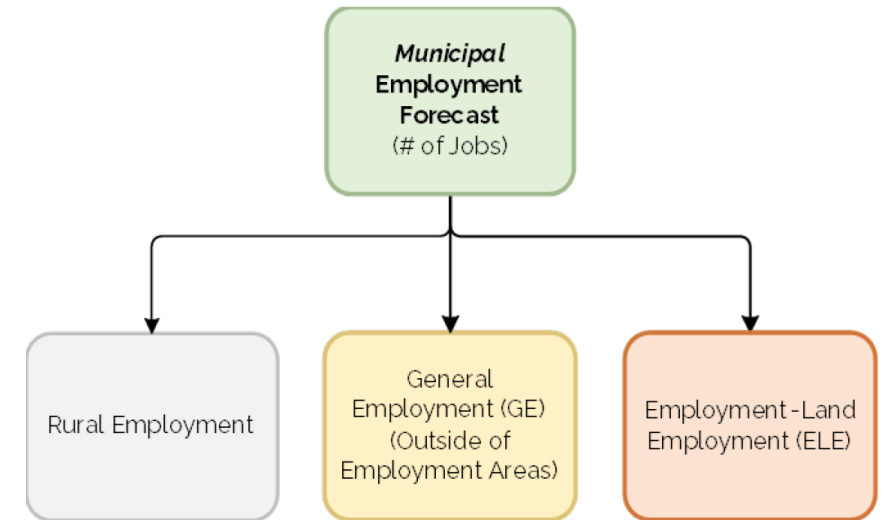 Municipal
Employment
Forecast
(# of Jobs)
Rural Employment
General
Employment (GE)
(Outside of
Employment Areas)
Employment-Land
Employment (ELE)